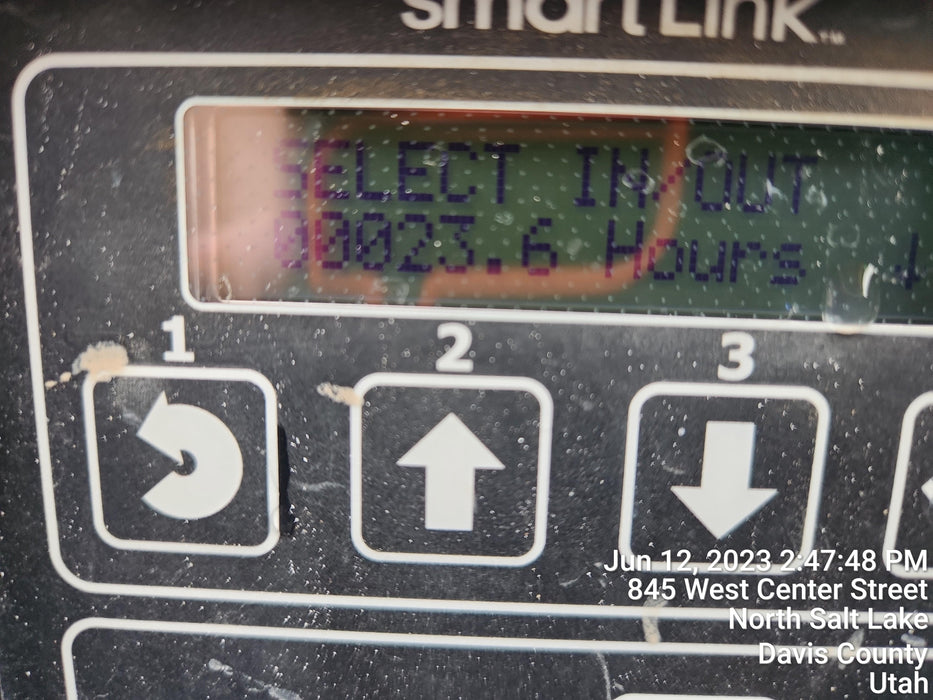 smartLink™
SELECT IN/OUT
00023.6 Hours ↓
1 2 3
Jun 12, 2023 2:47:48 PM
845 West Center Street
North Salt Lake
Davis County
Utah